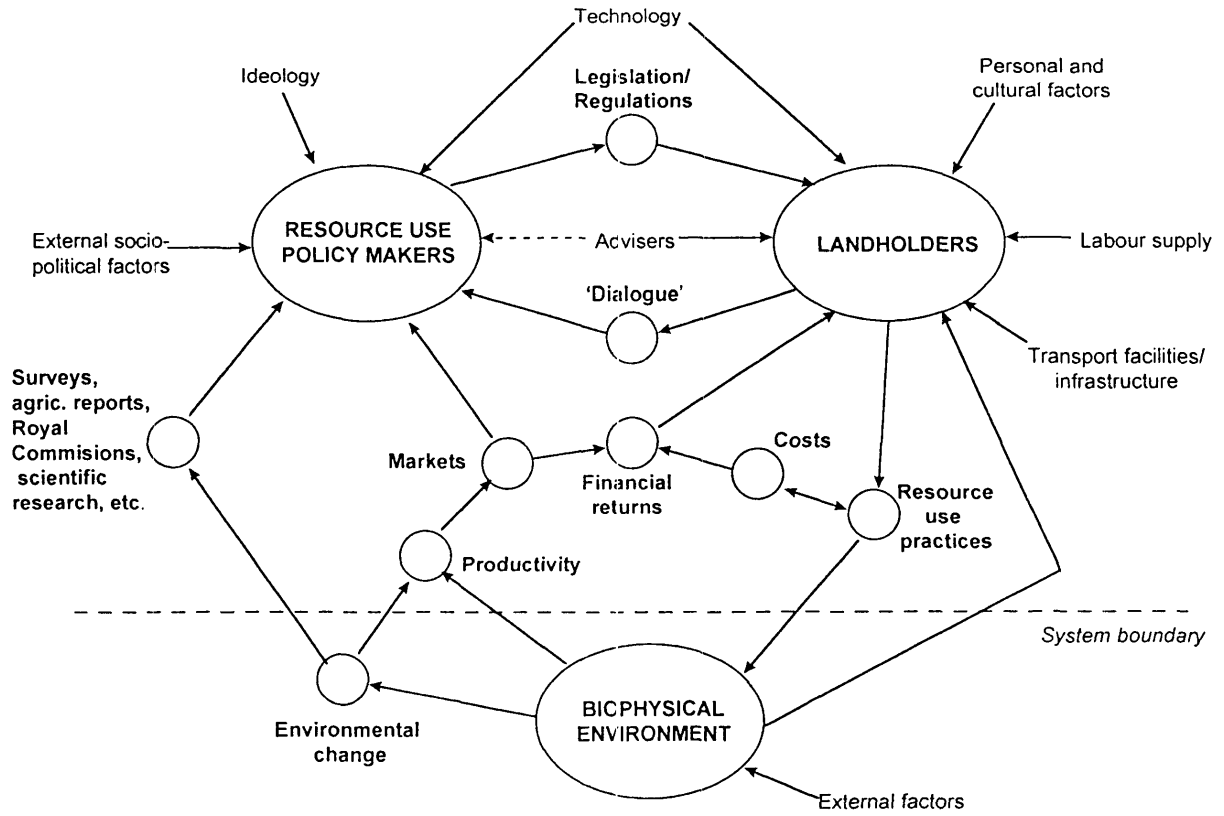 Technology
Ideology
Legislation/
Regulations
Personal and
cultural factors
RESOURCE USE
POLICY MAKERS
External socio-
political factors
Advisers
LANDHOLDERS
Labour supply
'Dialogue'
Transport facilities/
infrastructure
Surveys,
agric. reports,
Royal
Commisions,
scientific
research, etc.
Markets
Financial
returns
Costs
Resource
use
practices
Productivity
System boundary
Environmental
change
BICPHYSICAL
ENVIRONMENT
External factors